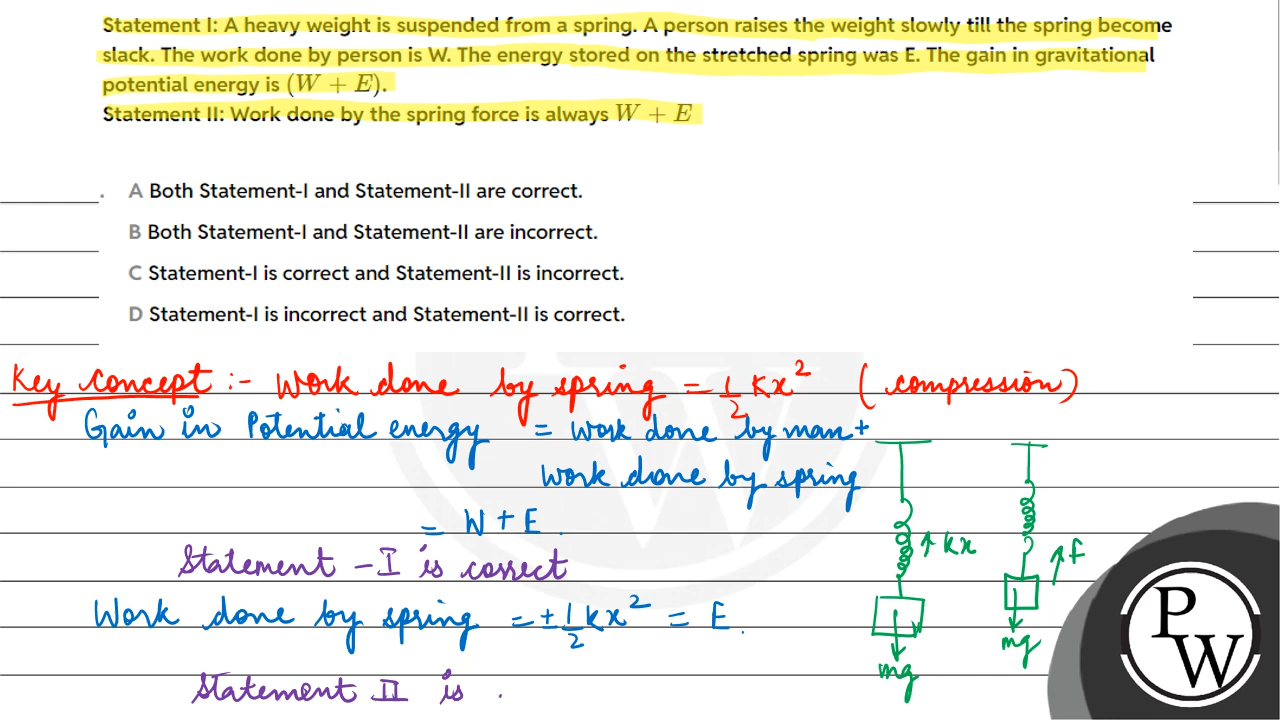 Statement I: A heavy weight is suspended from a spring. A person raises the weight slowly till the spring become
slack. The work done by person is W. The energy stored on the stretched spring was E. The gain in gravitational
potential energy is (W + E).
Statement II: Work done by the spring force is always W + E
. A Both Statement-I and Statement-II are correct.
B Both Statement-I and Statement-II are incorrect.
C Statement-I is correct and Statement-II is incorrect.
D Statement-I is incorrect and Statement-II is correct.
Key concept :- Work done by spring = 1/2 Kx² (compression)
Gain in Potential energy = work done by man +
work done by spring
= W + E.
Statement - I is correct
Work done by spring = ± 1/2 kx² = E.
Statement II is .
↑ kx
mg
↑ F
mg
P
W